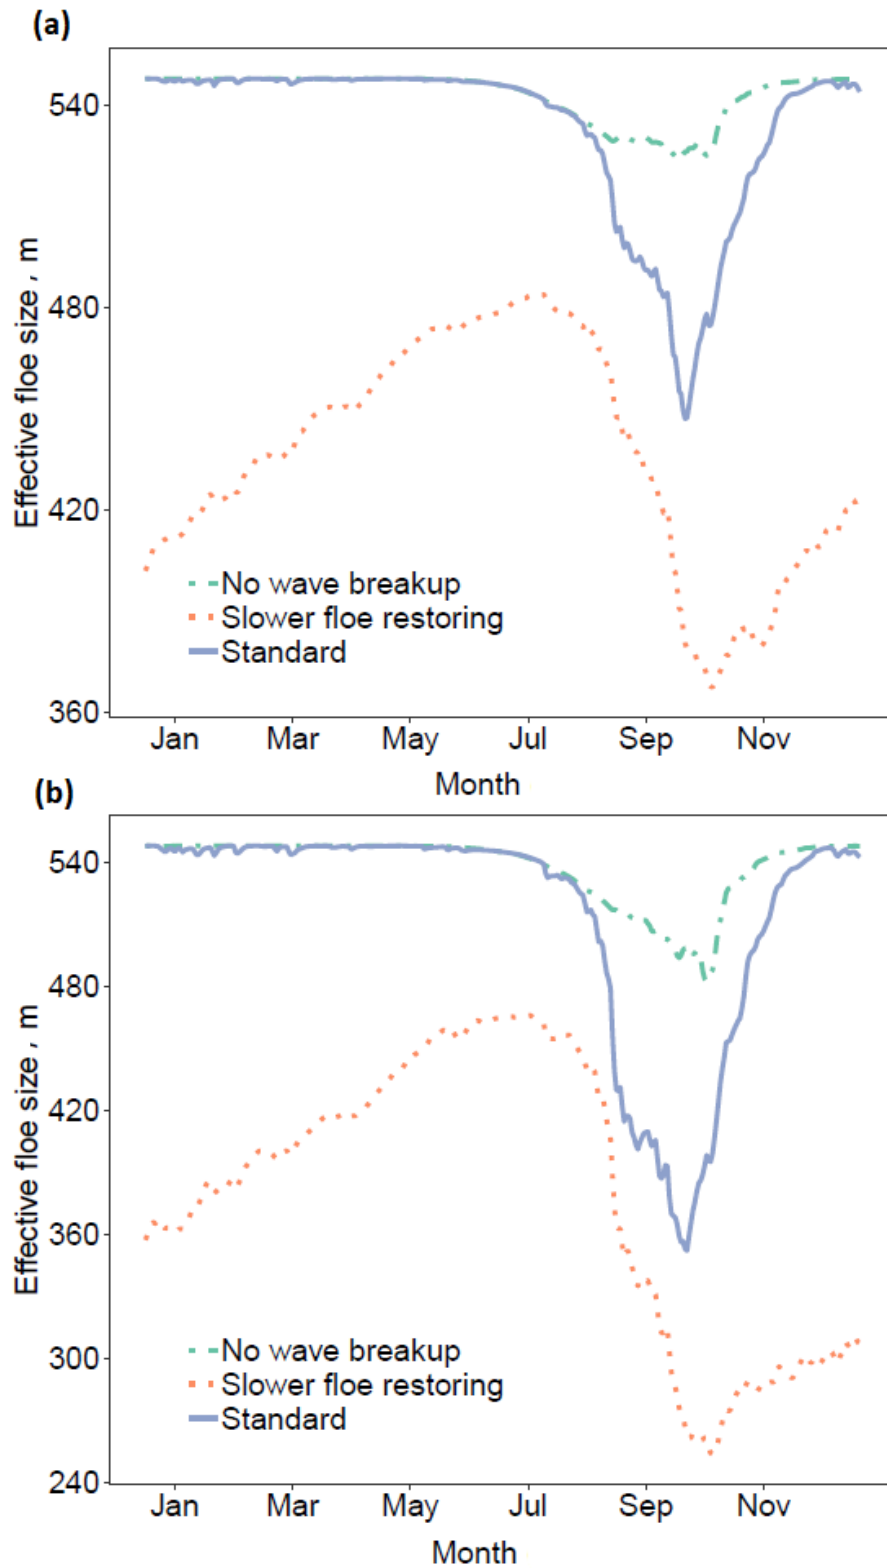 (a)
Effective floe size , m
540
480
420
360
No wave breakup
Slower floe restoring
Standard
Jan Mar May Jul Sep Nov
Month
(b)
Effective floe size , m
540
480
420
360
300
240
No wave breakup
Slower floe restoring
Standard
Jan Mar May Jul Sep Nov
Month